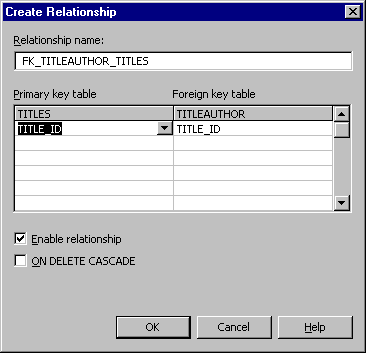 Create Relationship
Relationship name:
FK_TITLEAUTHOR_TITLES
Primary key table Foreign key table
TITLES TITLEAUTHOR
TITLE_ID TITLE_ID
Enable relationship
ON DELETE CASCADE
OK Cancel Help